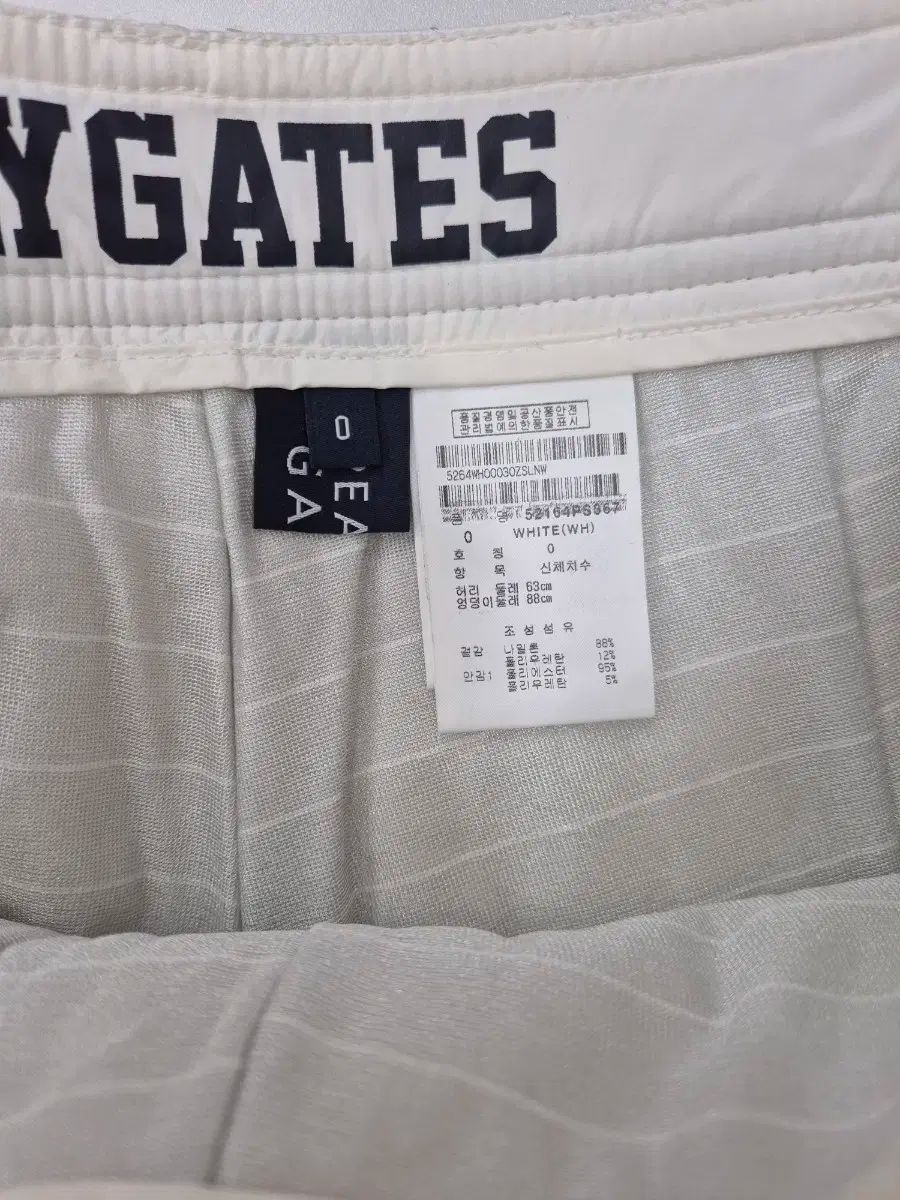 YGATES
0
PEA
GA
품질경영및공산품안전
관리법에의한품질표시
5264WH00030ZSLNW
품 명 52164PS067
0 WHITE(WH)
호 칭 0
항 목 신체치수
허리 둘레 63cm
엉덩이둘레 88cm
조 성 섬 유
겉감 나일론 88%
폴리우레탄 12%
안감1 폴리에스터 95%
폴리우레탄 5%